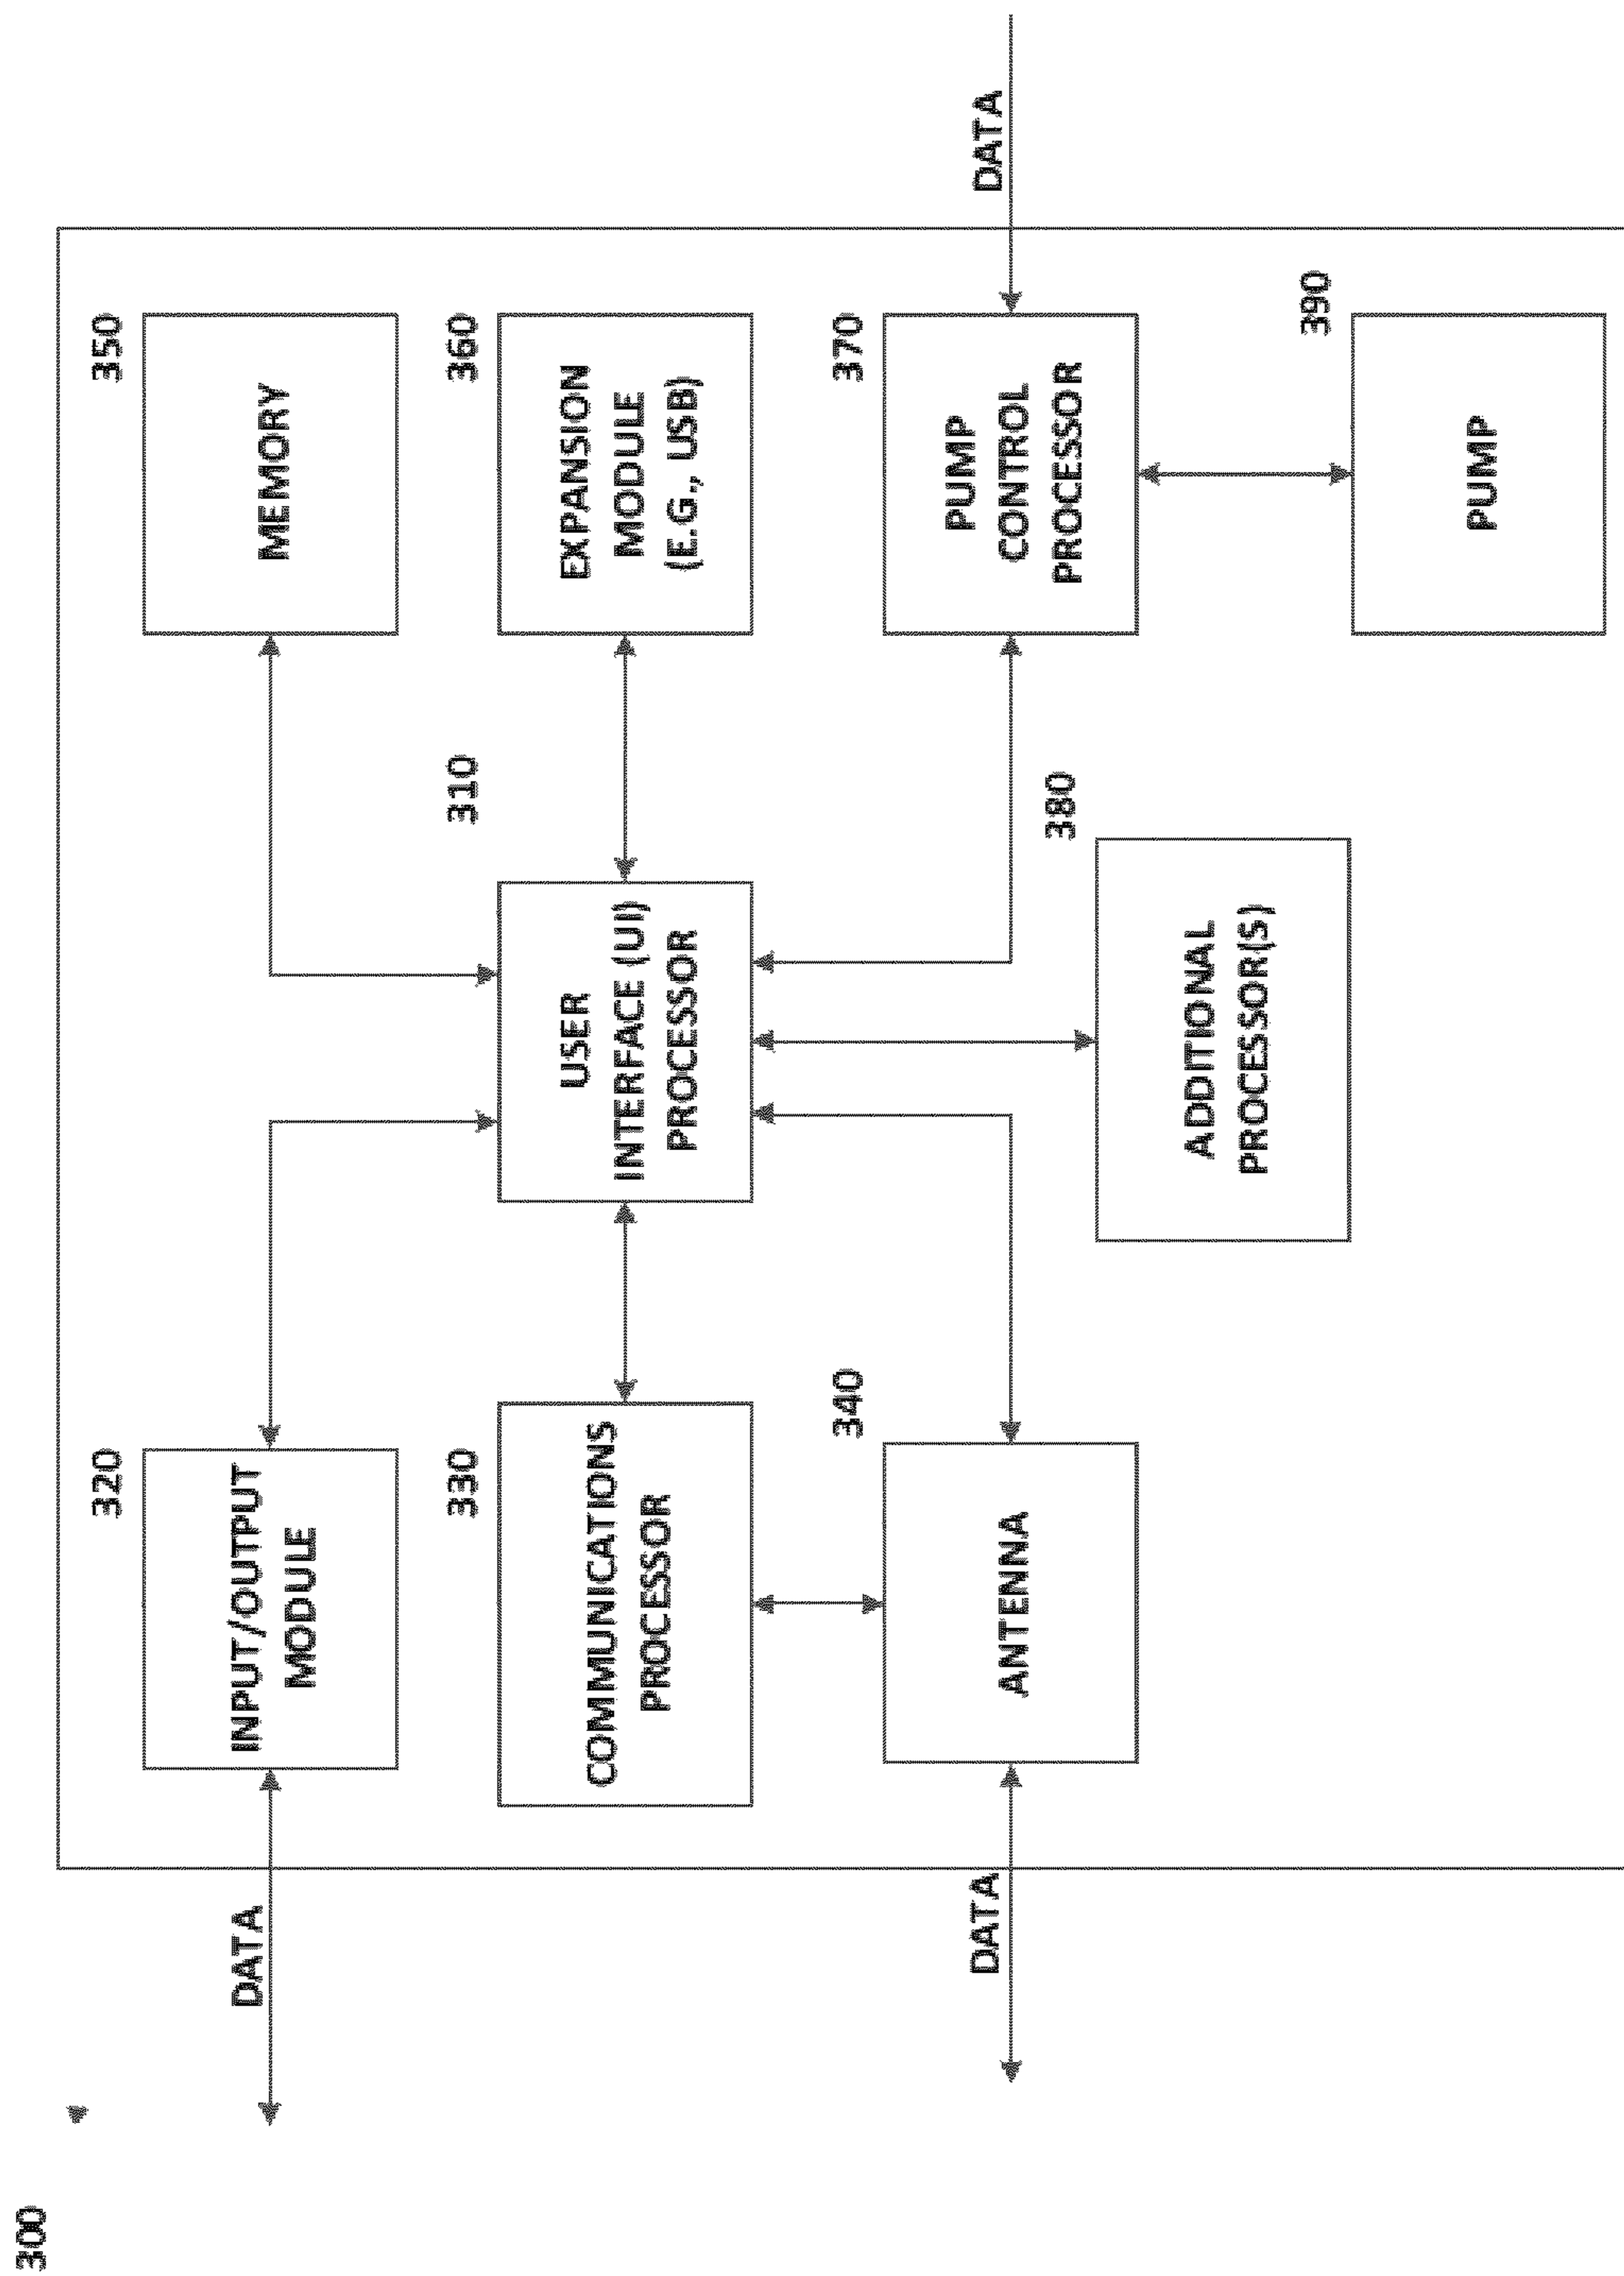 300
DATA
320
INPUT/OUTPUT
MODULE
350
MEMORY
330
COMMUNICATIONS
PROCESSOR
310
USER
INTERFACE (UI)
PROCESSOR
360
EXPANSION
MODULE
(E.G., USB)
DATA
340
ANTENNA
370
PUMP
CONTROL
PROCESSOR
DATA
380
ADDITIONAL
PROCESSOR(S)
390
PUMP